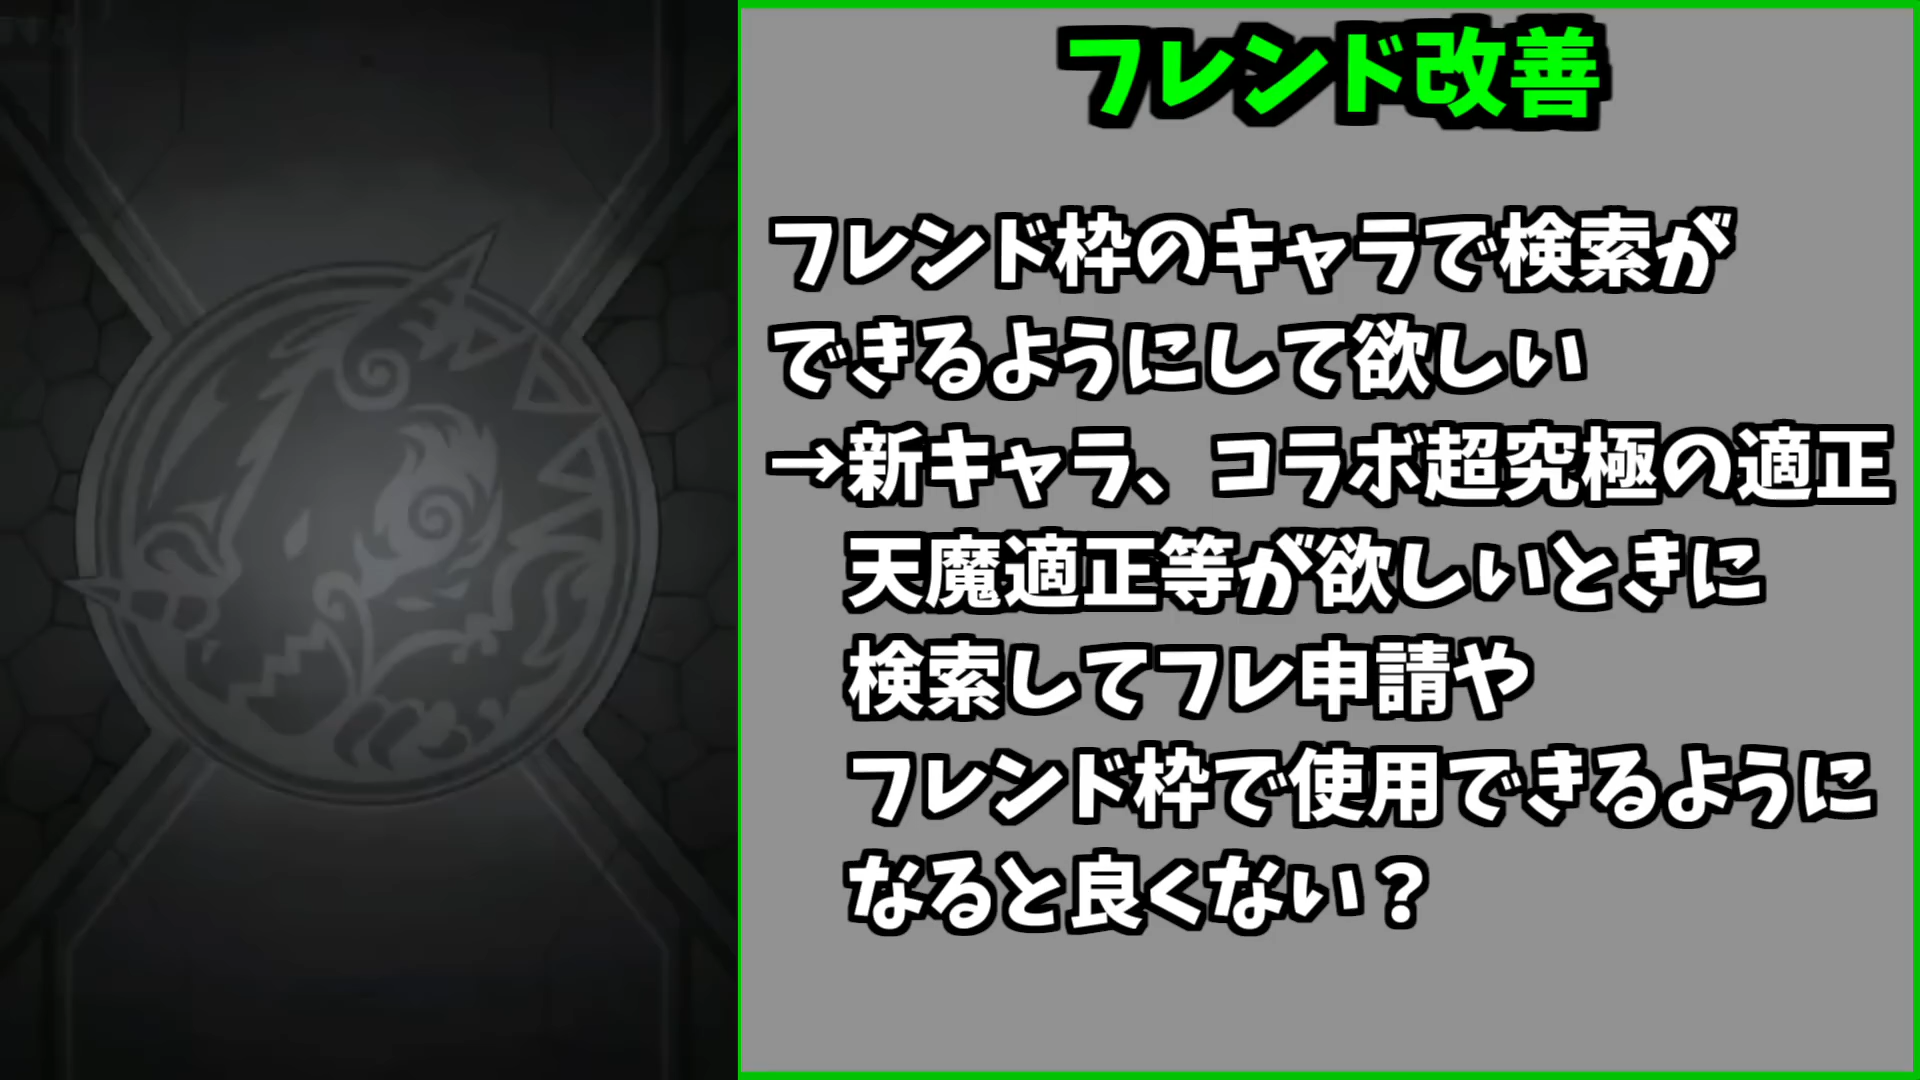 フレンド改善
フレンド枠のキャラで検索が
できるようにして欲しい
→新キャラ、コラボ超究極の適正
天魔適正等が欲しいときに
検索してフレ申請や
フレンド枠で使用できるように
なると良くない？